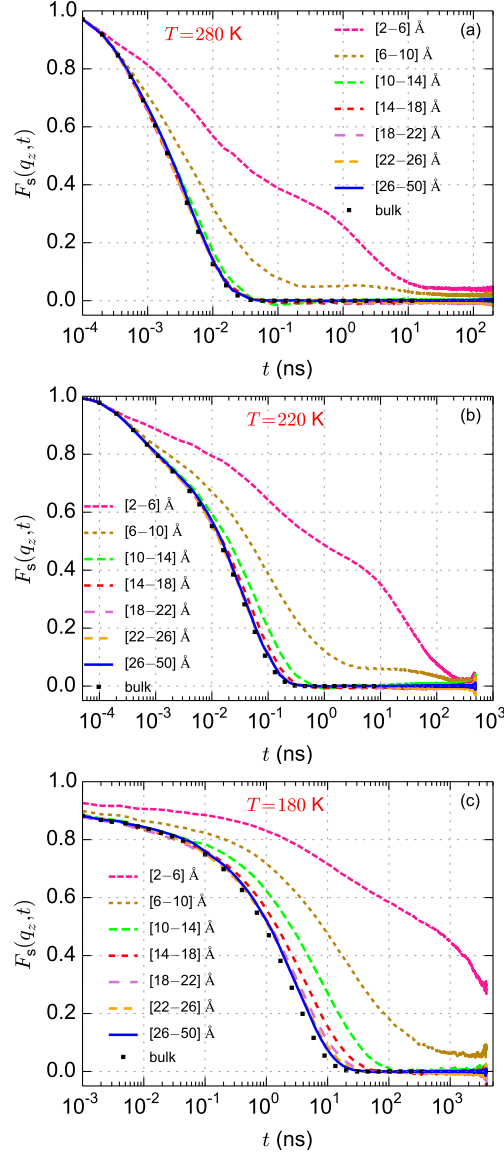 T=280 K
(a)
[2−6] Å
[6−10] Å
[10−14] Å
[14−18] Å
[18−22] Å
[22−26] Å
[26−50] Å
bulk
F_s(q_z,t)
1.0
0.8
0.6
0.4
0.2
0.0
10^-4 10^-3 10^-2 10^-1 10^0 10^1 10^2
t (ns)
T=220 K
(b)
[2−6] Å
[6−10] Å
[10−14] Å
[14−18] Å
[18−22] Å
[22−26] Å
[26−50] Å
bulk
F_s(q_z,t)
1.0
0.8
0.6
0.4
0.2
0.0
10^-4 10^-3 10^-2 10^-1 10^0 10^1 10^2 10^3
t (ns)
T=180 K
(c)
[2−6] Å
[6−10] Å
[10−14] Å
[14−18] Å
[18−22] Å
[22−26] Å
[26−50] Å
bulk
F_s(q_z,t)
1.0
0.8
0.6
0.4
0.2
0.0
10^-3 10^-2 10^-1 10^0 10^1 10^2 10^3
t (ns)